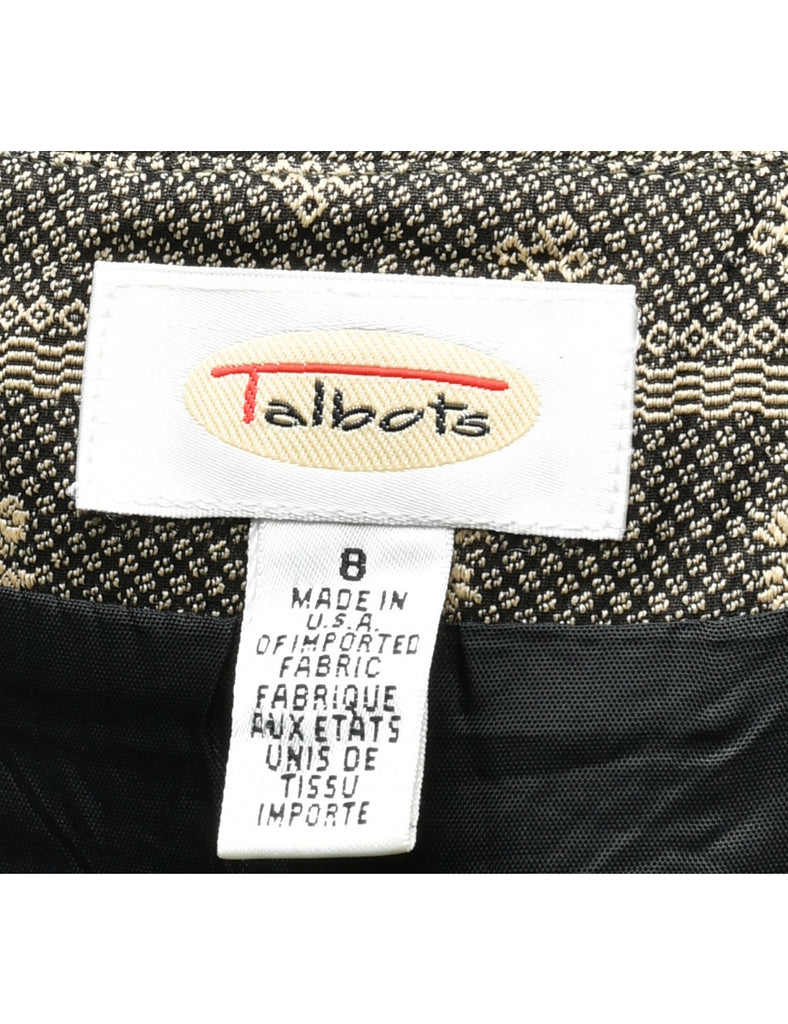 Talbots
8
MADE IN
U.S.A.
OF IMPORTED
FABRIC
FABRIQUE
AUX ETATS
UNIS DE
TISSU
IMPORTE